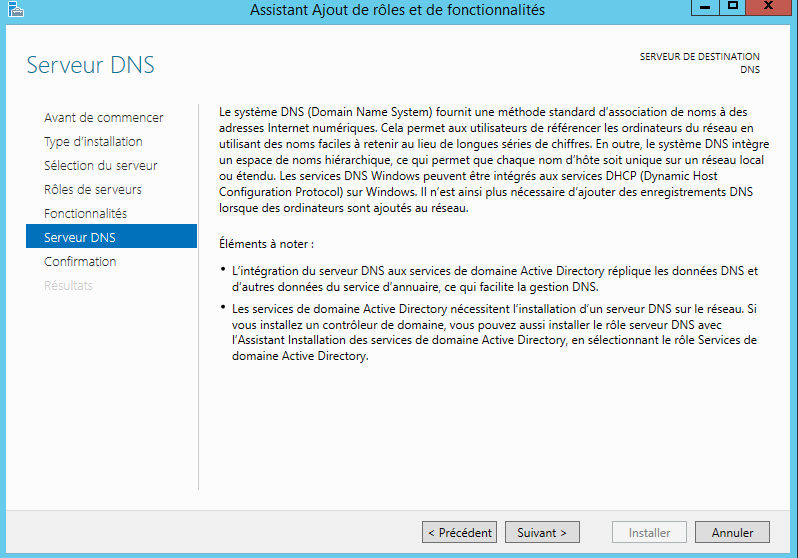 Assistant Ajout de rôles et de fonctionnalités
Serveur DNS
SERVEUR DE DESTINATION
DNS
Avant de commencer
Type d'installation
Sélection du serveur
Rôles de serveurs
Fonctionnalités
Serveur DNS
Confirmation
Résultats
Le système DNS (Domain Name System) fournit une méthode standard d'association de noms à des
adresses Internet numériques. Cela permet aux utilisateurs de référencer les ordinateurs du réseau en
utilisant des noms faciles à retenir au lieu de longues séries de chiffres. En outre, le système DNS intègre
un espace de noms hiérarchique, ce qui permet que chaque nom d'hôte soit unique sur un réseau local
ou étendu. Les services DNS Windows peuvent être intégrés aux services DHCP (Dynamic Host
Configuration Protocol) sur Windows. Il n'est ainsi plus nécessaire d'ajouter des enregistrements DNS
lorsque des ordinateurs sont ajoutés au réseau.
Éléments à noter :
• L'intégration du serveur DNS aux services de domaine Active Directory réplique les données DNS et
d'autres données du service d'annuaire, ce qui facilite la gestion DNS.
• Les services de domaine Active Directory nécessitent l'installation d'un serveur DNS sur le réseau. Si
vous installez un contrôleur de domaine, vous pouvez aussi installer le rôle serveur DNS avec
l'Assistant Installation des services de domaine Active Directory, en sélectionnant le rôle Services de
domaine Active Directory.
< Précédent
Suivant >
Installer
Annuler